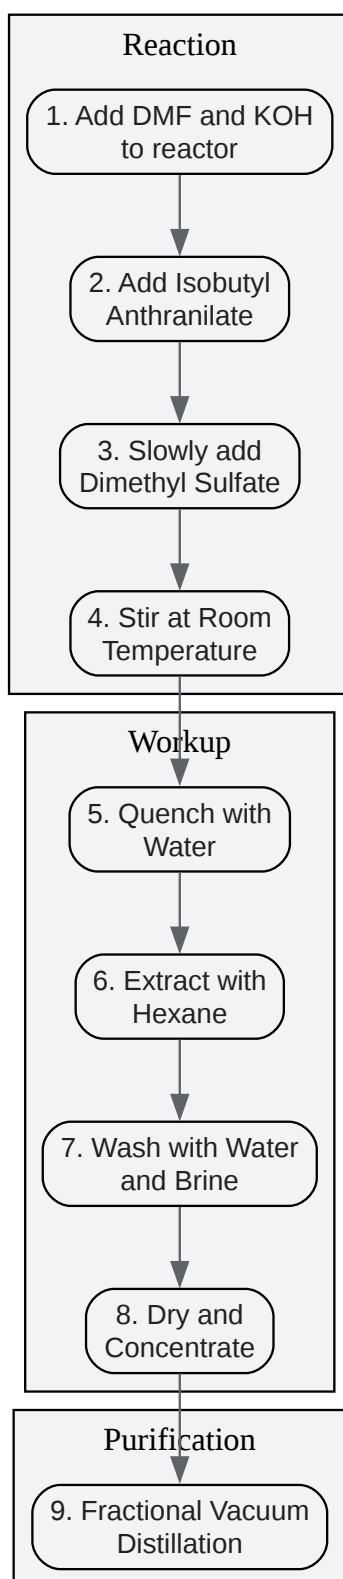 Reaction
1. Add DMF and KOH
to reactor
2. Add Isobutyl
Anthranilate
3. Slowly add
Dimethyl Sulfate
4. Stir at Room
Temperature
Workup
5. Quench with
Water
6. Extract with
Hexane
7. Wash with Water
and Brine
8. Dry and
Concentrate
Purification
9. Fractional Vacuum
Distillation